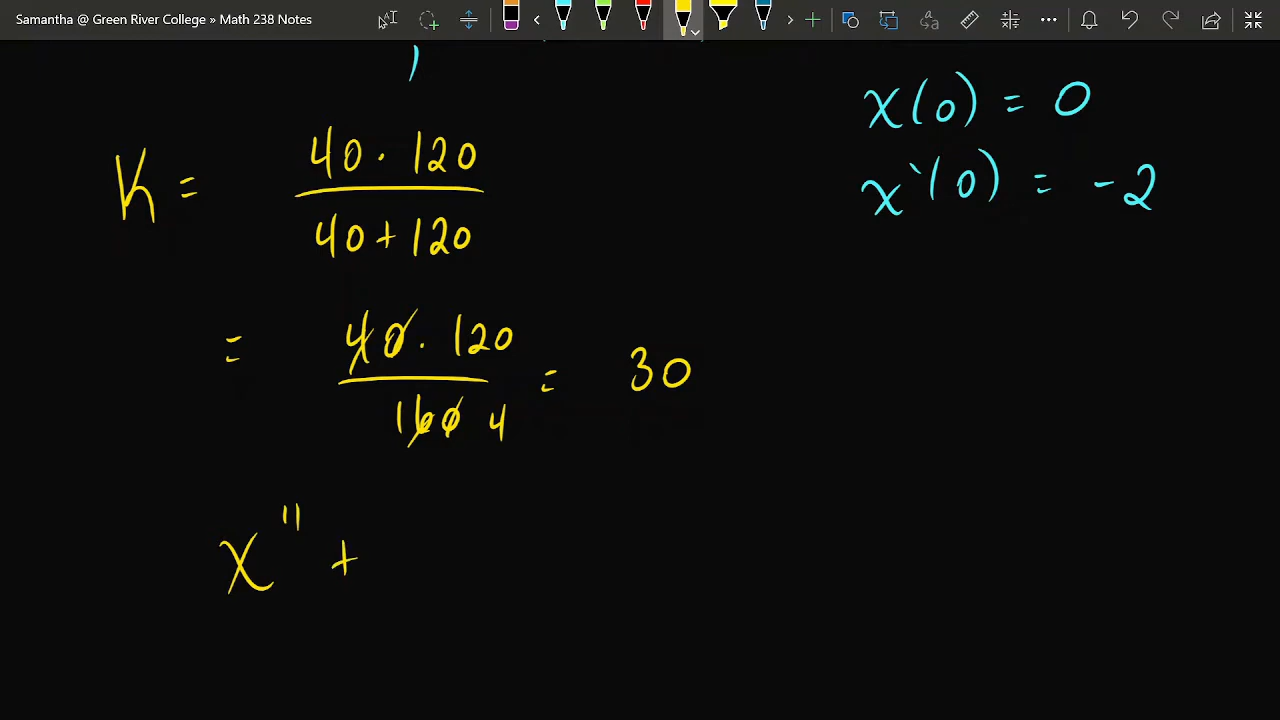 Samantha @ Green River College » Math 238 Notes
x(0) = 0
x'(0) = -2
K = 40 · 120 / 40 + 120
= 40 · 120 / 160 4 = 30
x'' +